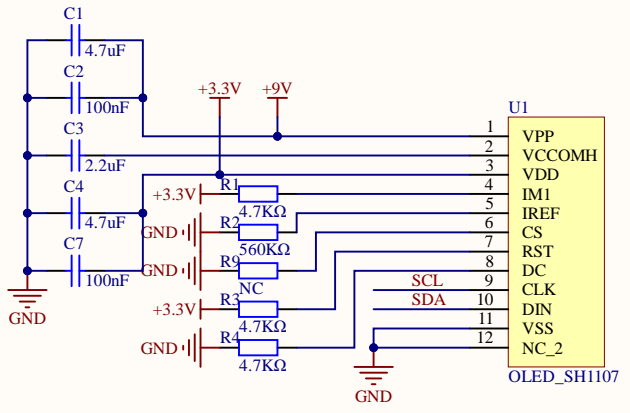 C1
4.7uF
C2
100nF
C3
2.2uF
C4
4.7uF
C7
100nF
GND
+3.3V
+9V
+3.3V
R1
4.7KΩ
GND
R2
560KΩ
GND
R9
NC
+3.3V
R3
4.7KΩ
GND
R4
4.7KΩ
SCL
SDA
GND
U1
1 VPP
2 VCCOMH
3 VDD
4 IM1
5 IREF
6 CS
7 RST
8 DC
9 CLK
10 DIN
11 VSS
12 NC_2
OLED_SH1107